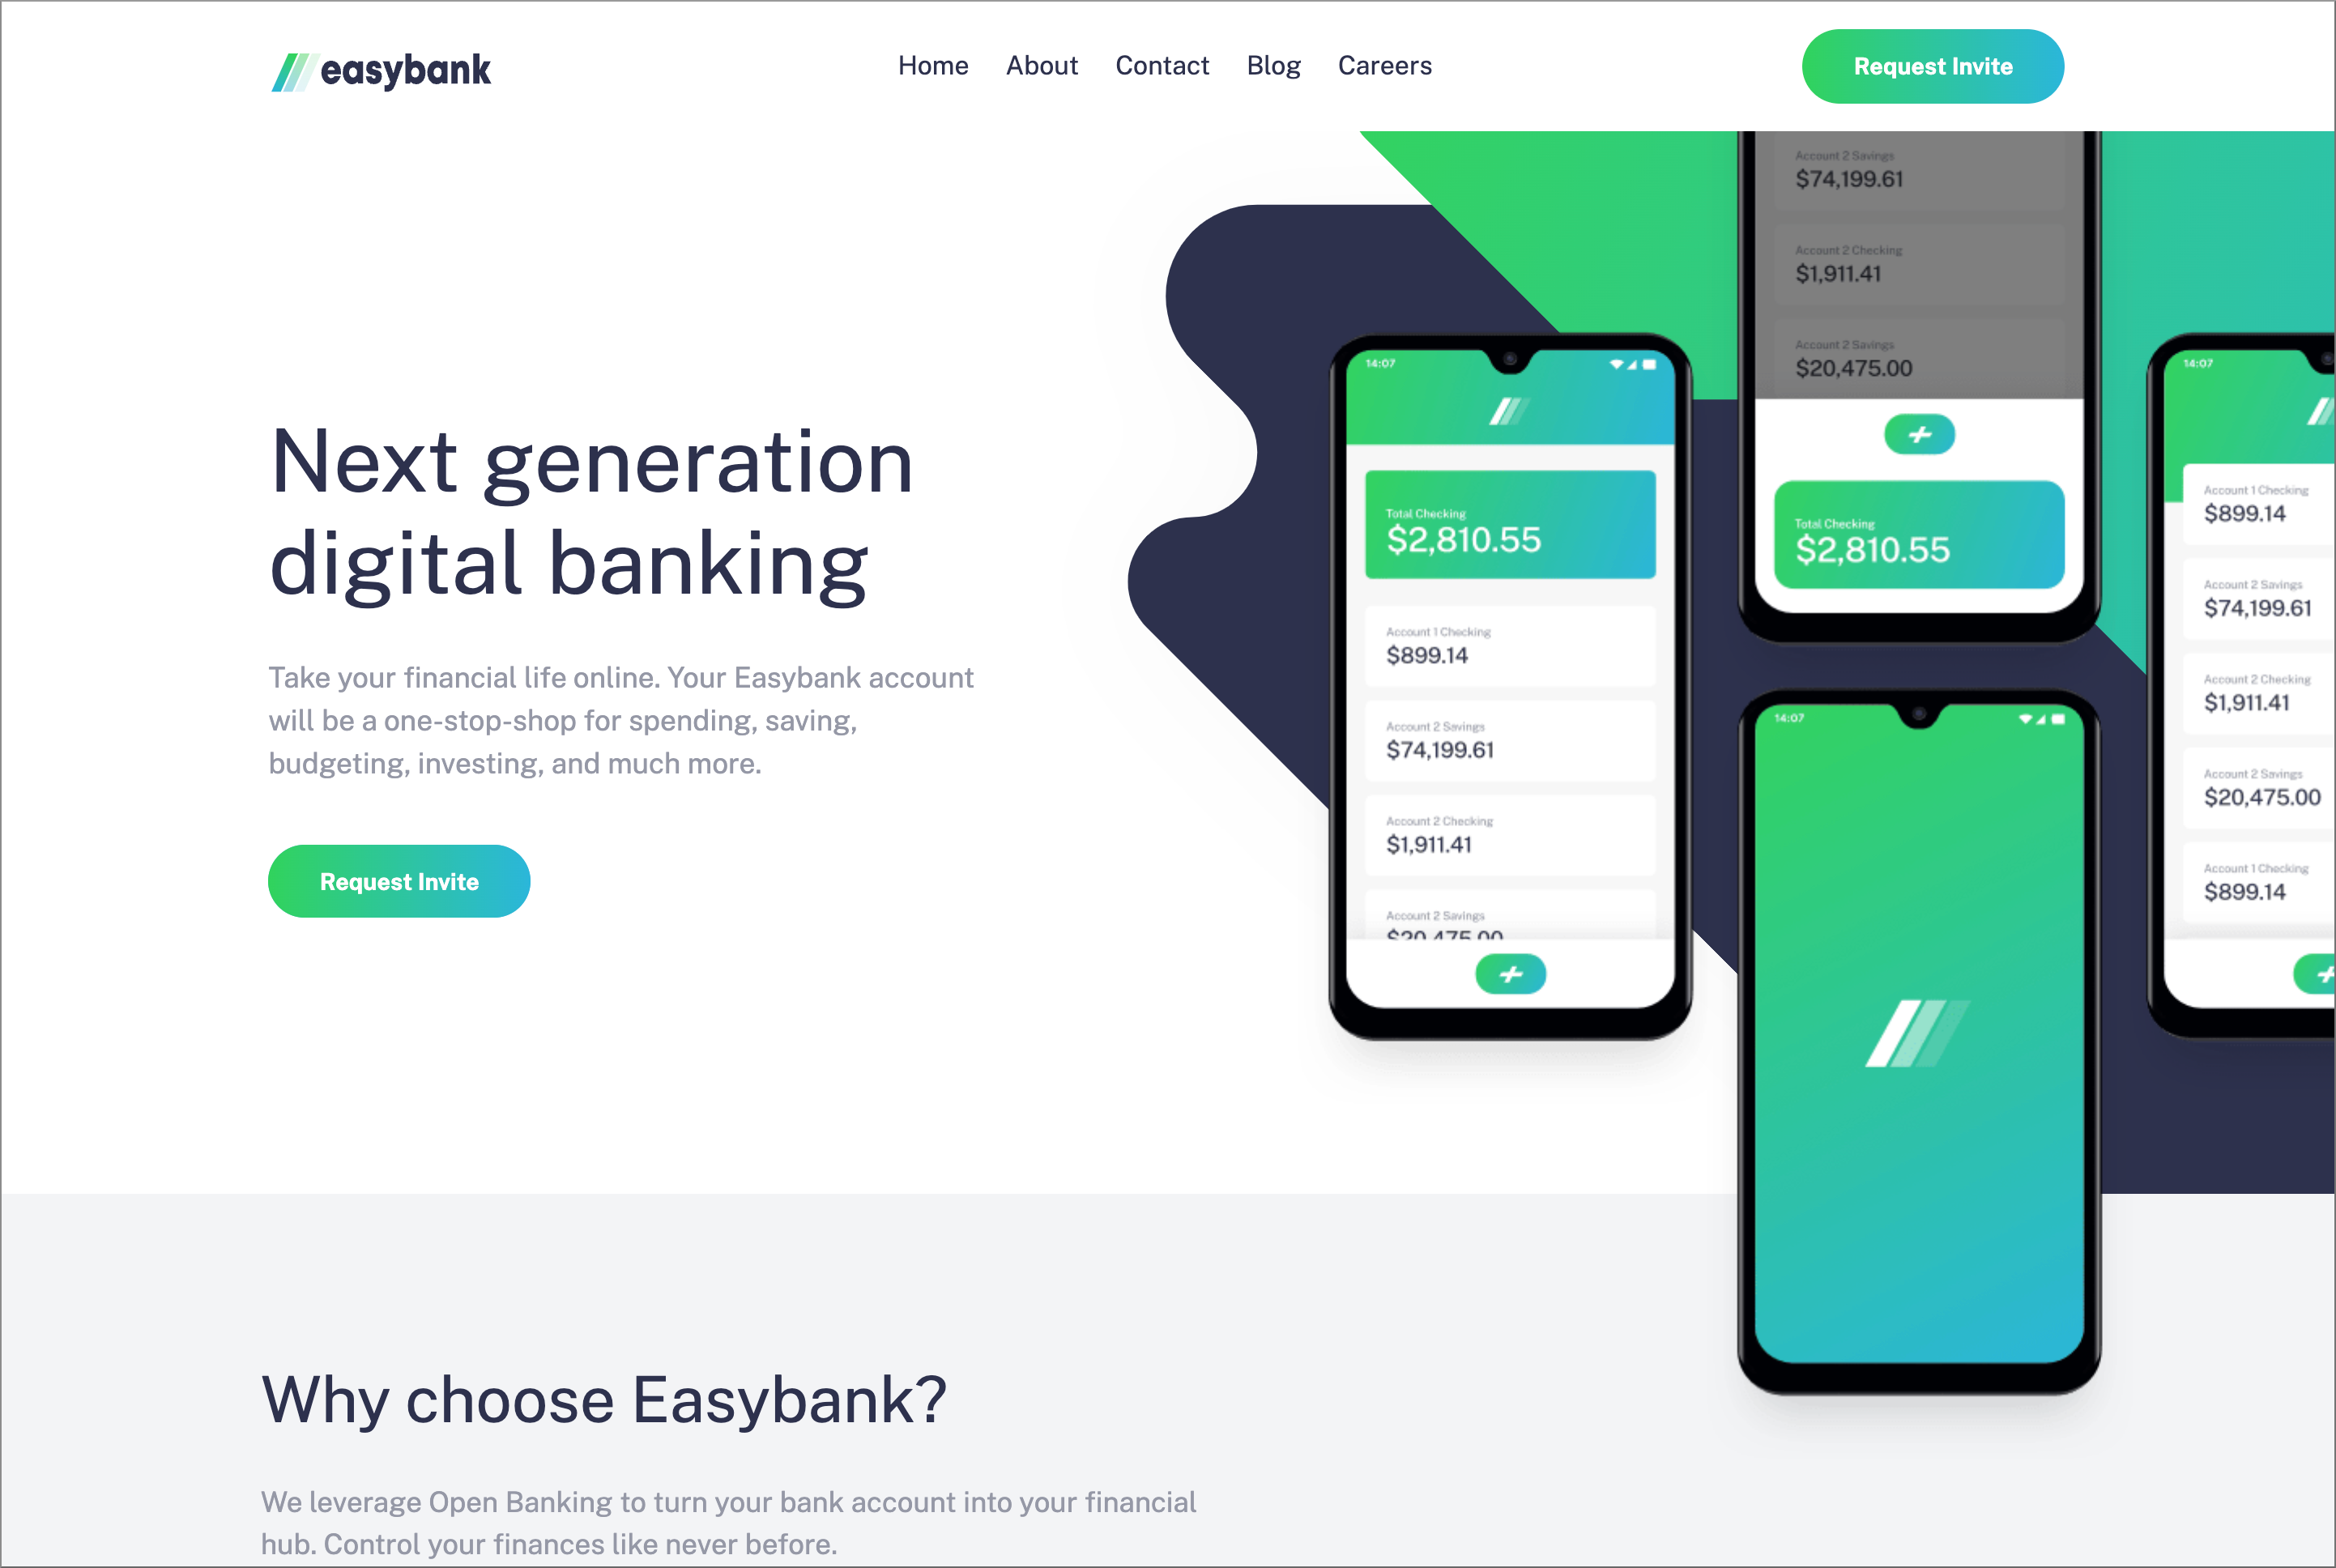 easybank
Home About Contact Blog Careers
Request Invite
Next generation
digital banking
Take your financial life online. Your Easybank account
will be a one-stop-shop for spending, saving,
budgeting, investing, and much more.
Request Invite
14:07
Total Checking
$2,810.55
Account 1 Checking
$899.14
Account 2 Savings
$74,199.61
Account 2 Checking
$1,911.41
Account 2 Savings
$20,475.00
Account 2 Savings
$74,199.61
Account 2 Checking
$1,911.41
Account 2 Savings
$20,475.00
Total Checking
$2,810.55
14:07
14:07
Account 1 Checking
$899.14
Account 2 Savings
$74,199.61
Account 2 Checking
$1,911.41
Account 2 Savings
$20,475.00
Account 1 Checking
$899.14
Why choose Easybank?
We leverage Open Banking to turn your bank account into your financial
hub. Control your finances like never before.